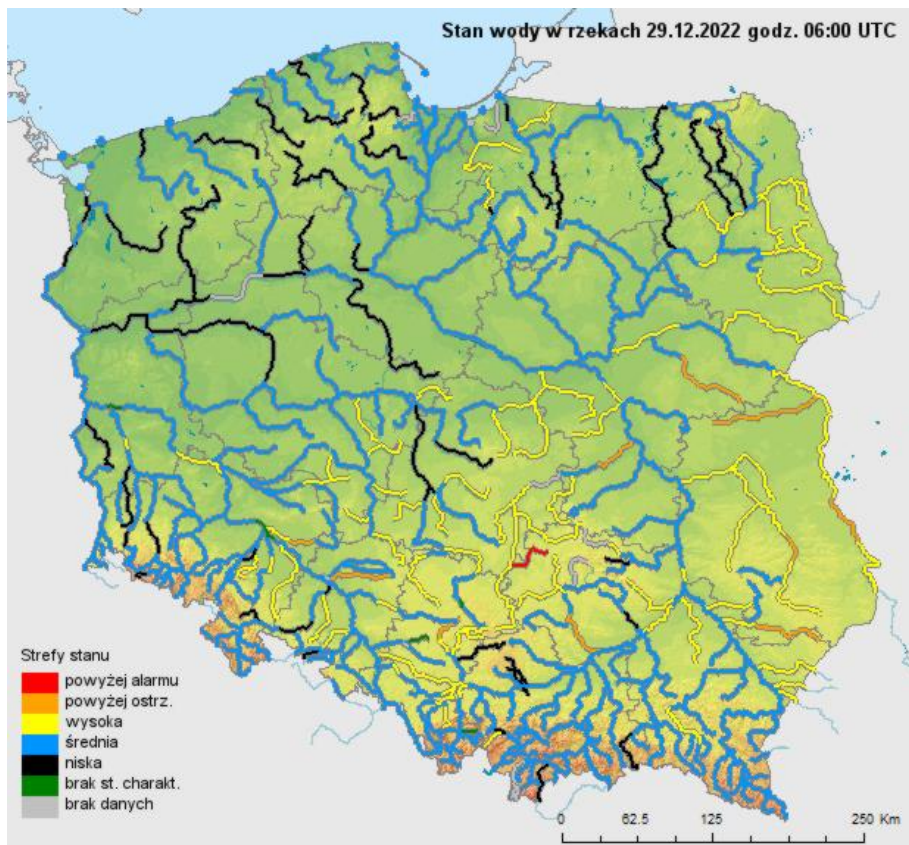 Stan wody w rzekach 29.12.2022 godz. 06:00 UTC
Strefy stanu
powyżej alarmu
powyżej ostrz.
wysoka
średnia
niska
brak st. charakt.
brak danych
0 62.5 125 250 Km